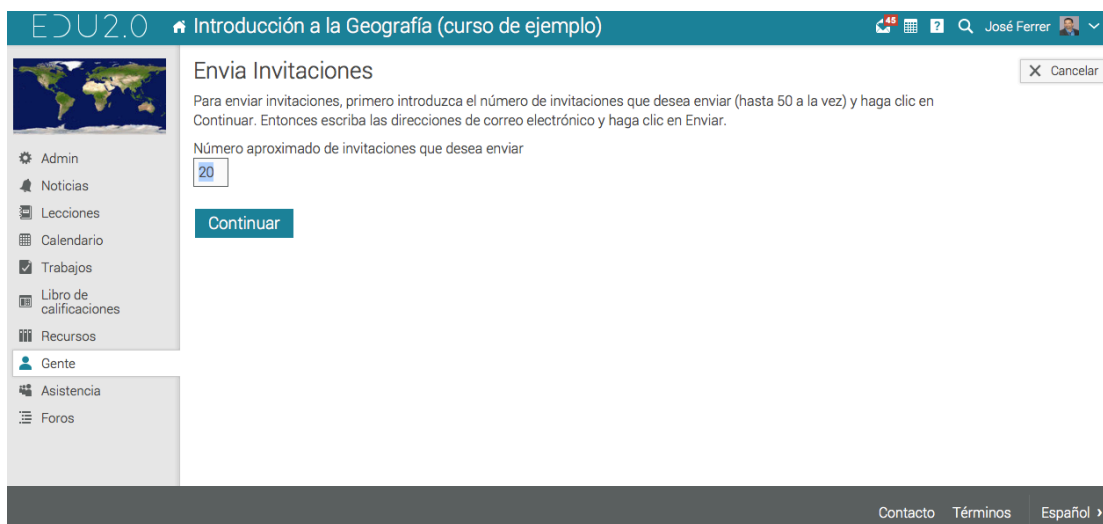 EDU2.0
Introducción a la Geografía (curso de ejemplo)
45
?
José Ferrer
Envia Invitaciones
Cancelar
Para enviar invitaciones, primero introduzca el número de invitaciones que desea enviar (hasta 50 a la vez) y haga clic en
Continuar. Entonces escriba las direcciones de correo electrónico y haga clic en Enviar.
Número aproximado de invitaciones que desea enviar
20
Continuar
Admin
Noticias
Lecciones
Calendario
Trabajos
Libro de
calificaciones
Recursos
Gente
Asistencia
Foros
Contacto Términos Español